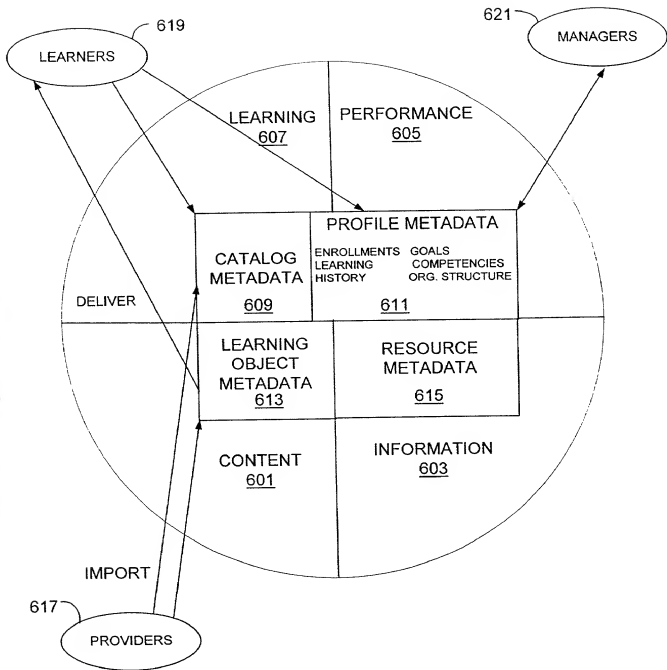 619
LEARNERS
621
MANAGERS
LEARNING
607
PERFORMANCE
605
CATALOG
METADATA
609
PROFILE METADATA
ENROLLMENTS GOALS
LEARNING COMPETENCIES
HISTORY ORG. STRUCTURE
611
DELIVER
LEARNING
OBJECT
METADATA
613
RESOURCE
METADATA
615
CONTENT
601
INFORMATION
603
IMPORT
617
PROVIDERS